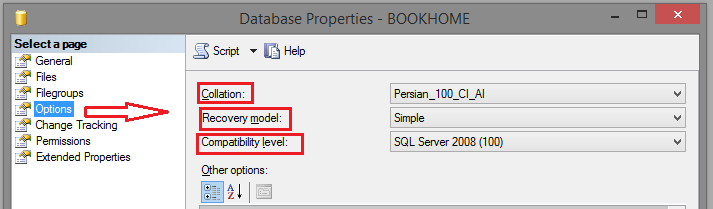 Database Properties - BOOKHOME
Select a page
General
Files
Filegroups
Options
Change Tracking
Permissions
Extended Properties
Script
Help
Collation: Persian_100_CI_AI
Recovery model: Simple
Compatibility level: SQL Server 2008 (100)
Other options:
A
Z